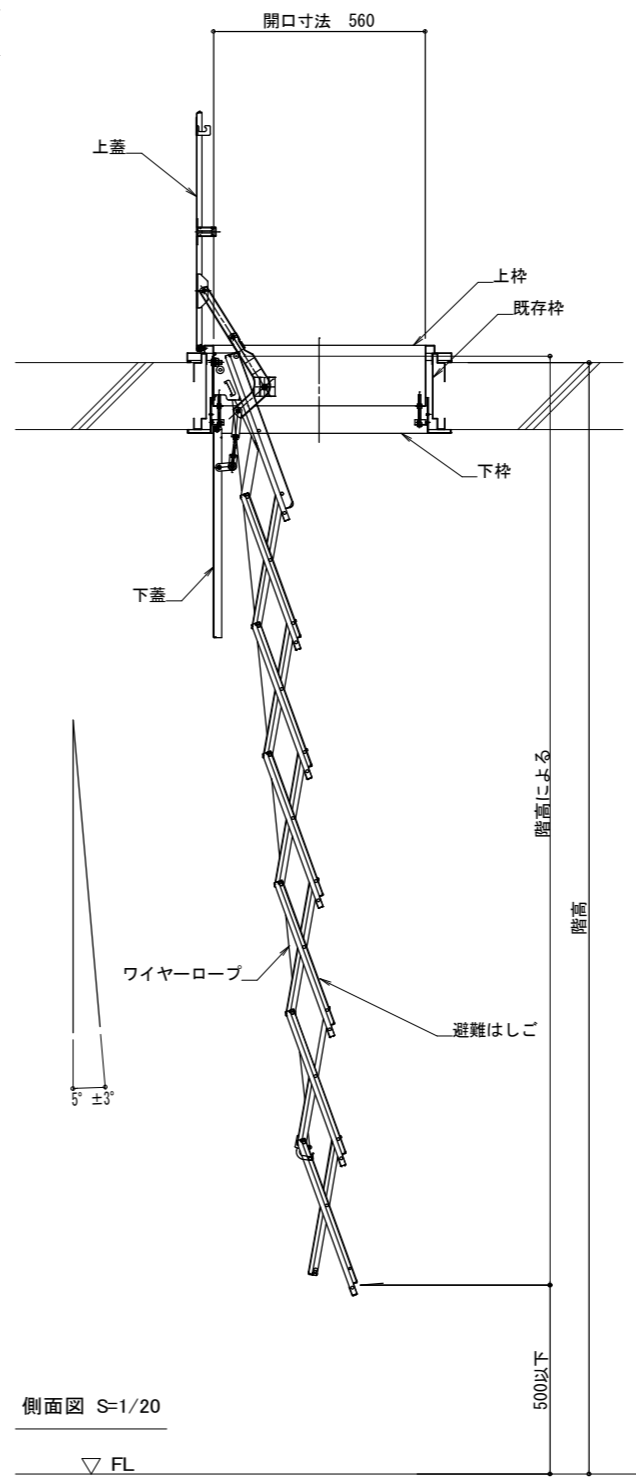 開口寸法 560
上蓋
上枠
既存枠
下枠
下蓋
階高による
階高
ワイヤーロープ
避難はしご
5° ±3°
500以下
側面図 S=1/20
▽ FL